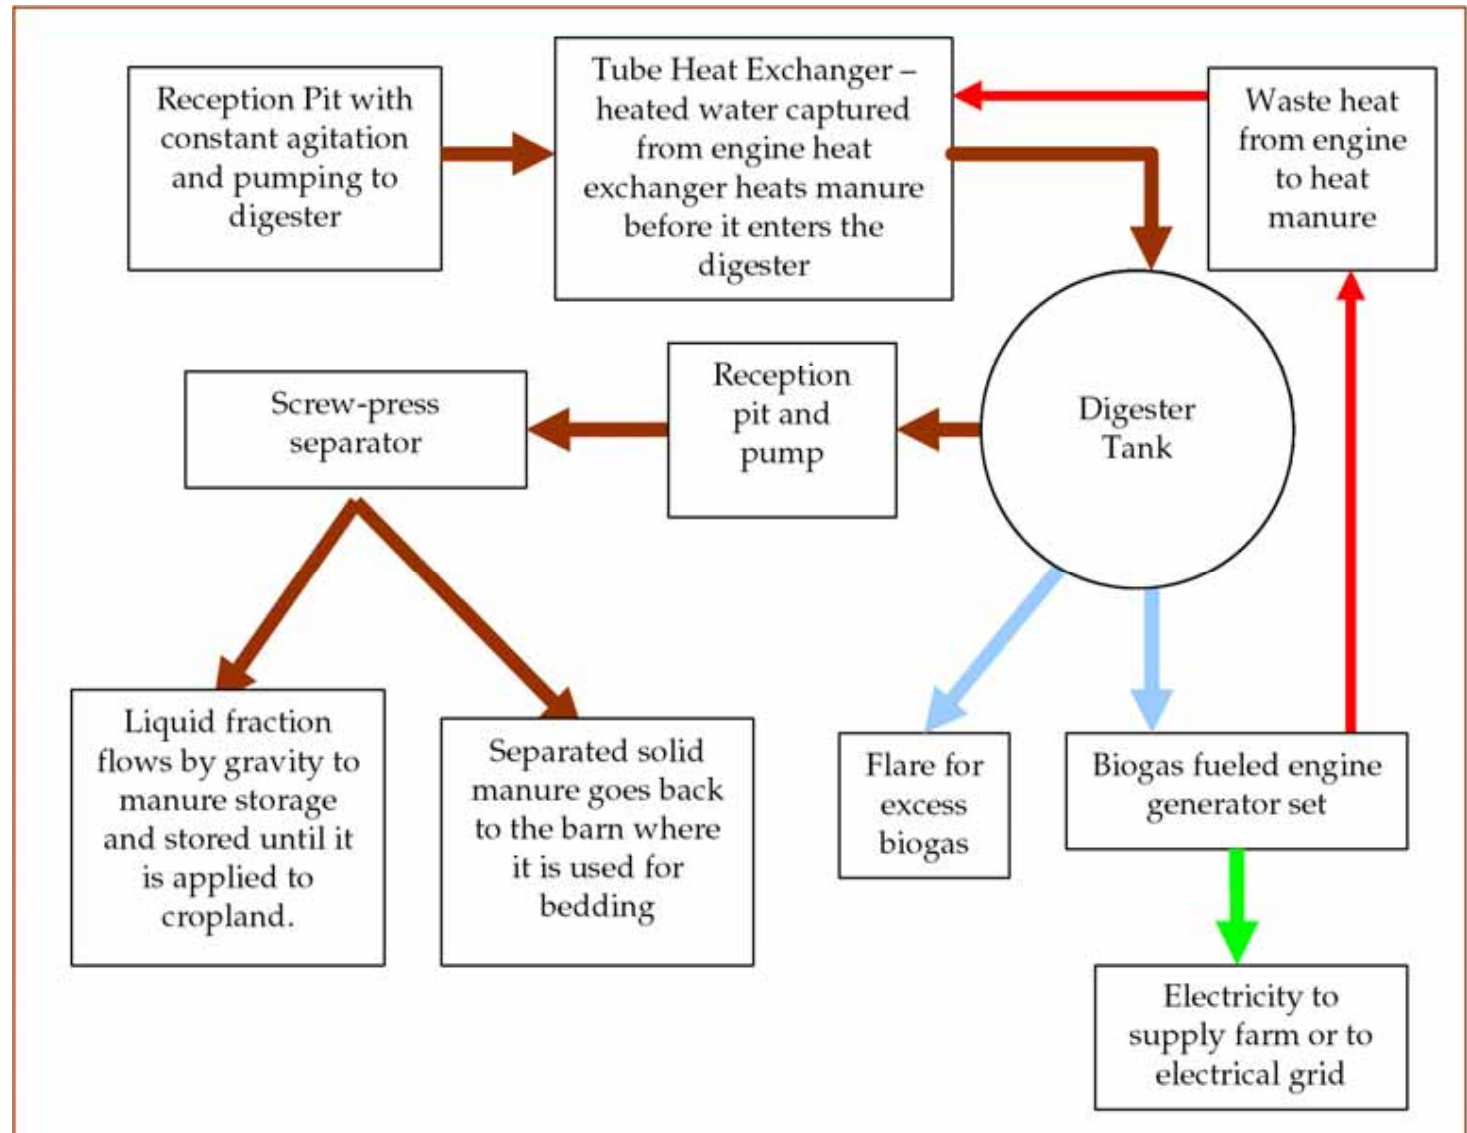 Reception Pit with
constant agitation
and pumping to
digester
Tube Heat Exchanger –
heated water captured
from engine heat
exchanger heats manure
before it enters the
digester
Waste heat
from engine
to heat
manure
Screw-press
separator
Reception
pit and
pump
Digester
Tank
Liquid fraction
flows by gravity to
manure storage
and stored until it
is applied to
cropland.
Separated solid
manure goes back
to the barn where
it is used for
bedding
Flare for
excess
biogas
Biogas fueled engine
generator set
Electricity to
supply farm or to
electrical grid